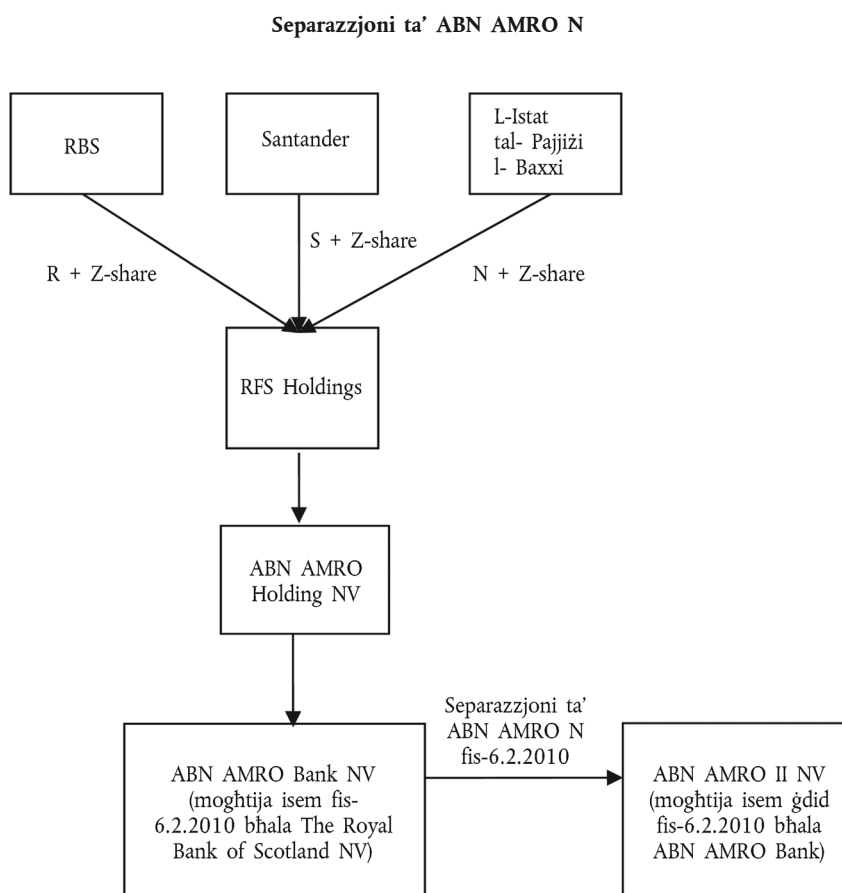 Separazzjoni ta’ ABN AMRO N
RBS
Santander
L-Istat
tal- Pajjiżi
l- Baxxi
R + Z-share
S + Z-share
N + Z-share
RFS Holdings
ABN AMRO
Holding NV
ABN AMRO Bank NV
(mogħtija isem fis-
6.2.2010 bħala The Royal
Bank of Scotland NV)
Separazzjoni ta’
ABN AMRO N
fis-6.2.2010
ABN AMRO II NV
(mogħtija isem ġdid
fis-6.2.2010 bħala
ABN AMRO Bank)